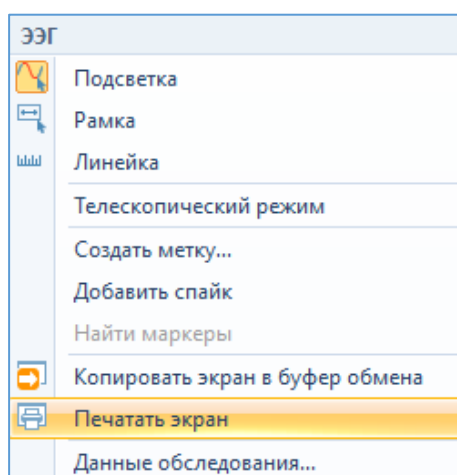 ЭЭГ
Подсветка
Рамка
Линейка
Телескопический режим
Создать метку...
Добавить спайк
Найти маркеры
Копировать экран в буфер обмена
Печатать экран
Данные обследования...